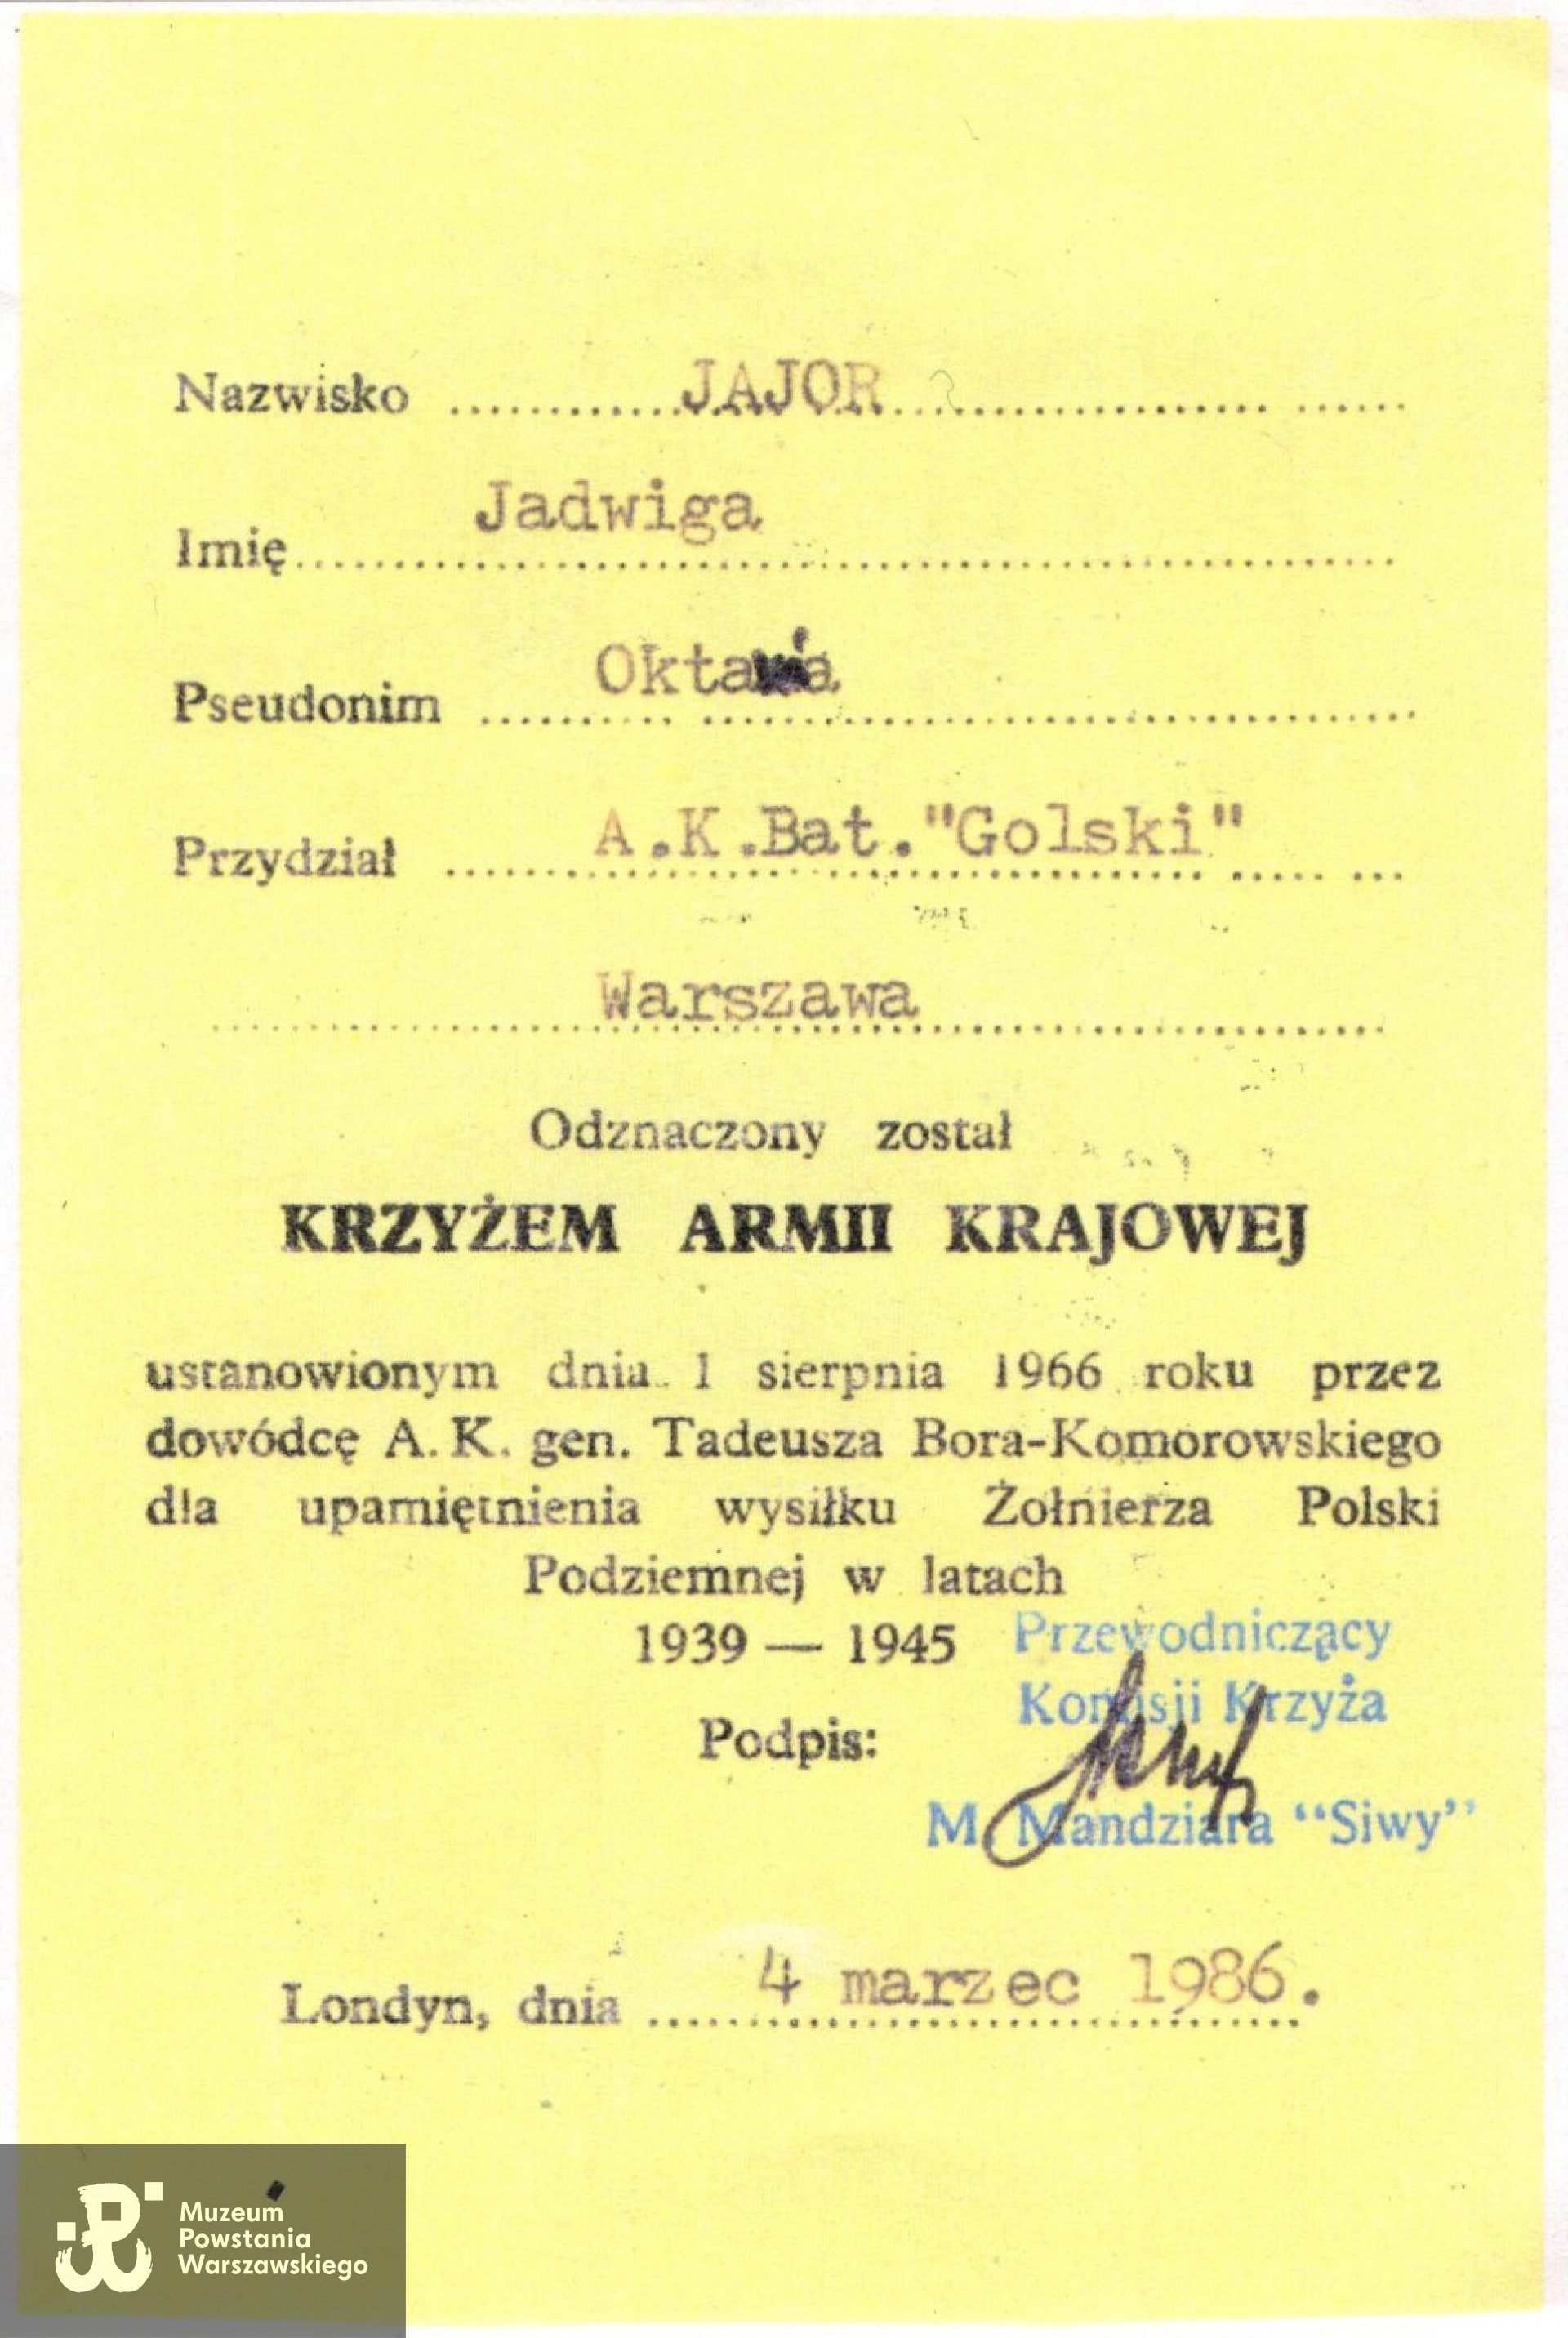 Nazwisko ............JAJOR....................... ......
Jadwiga
Imię..............................................
Oktawia
Pseudonim .......... ..............................
Przydział A.K.Bat."Golski"
Warszawa
Odznaczony został
KRZYŻEM ARMII KRAJOWEJ
ustanowionym dnia 1 sierpnia 1966 roku przez
dowódcę A. K. gen. Tadeusza Bora-Komorowskiego
dla upamiętnienia wysiłku Żołnierza Polski
Podziemnej w latach
1939 — 1945
Przewodniczący
Komisji Krzyża
Podpis:
M. Mandziara “Siwy”
Londyn, dnia 4 marzec 1986.
Muzeum
Powstania
Warszawskiego